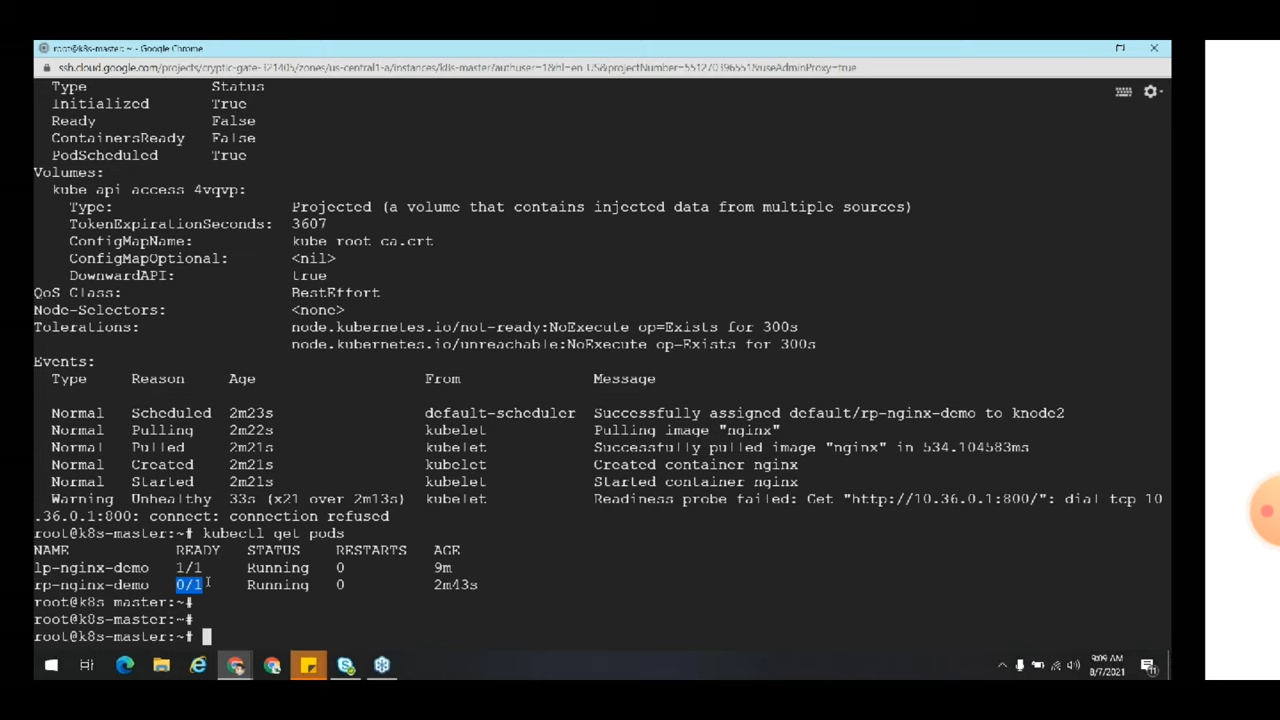 root@k8s-master: ~ - Google Chrome
ssh.cloud.google.com/projects/cryptic-gate-321405/zones/us-central1-a/instances/k8s-master?authuser=1&hl=en_US&projectNumber=551270396551&useAdminProxy=true
Type Status
Initialized True
Ready False
ContainersReady False
PodScheduled True
Volumes:
kube api access 4vqvp:
Type: Projected (a volume that contains injected data from multiple sources)
TokenExpirationSeconds: 3607
ConfigMapName: kube root ca.crt
ConfigMapOptional: <nil>
DownwardAPI: true
QoS Class: BestEffort
Node-Selectors: <none>
Tolerations: node.kubernetes.io/not-ready:NoExecute op=Exists for 300s
node.kubernetes.io/unreachable:NoExecute op=Exists for 300s
Events:
Type Reason Age From Message
Normal Scheduled 2m23s default-scheduler Successfully assigned default/rp-nginx-demo to knode2
Normal Pulling 2m22s kubelet Pulling image "nginx"
Normal Pulled 2m21s kubelet Successfully pulled image "nginx" in 534.104583ms
Normal Created 2m21s kubelet Created container nginx
Normal Started 2m21s kubelet Started container nginx
Warning Unhealthy 33s (x21 over 2m13s) kubelet Readiness probe failed: Get "http://10.36.0.1:800/": dial tcp 10
.36.0.1:800: connect: connection refused
root@k8s-master:~# kubectl get pods
NAME READY STATUS RESTARTS AGE
lp-nginx-demo 1/1 Running 0 9m
rp-nginx-demo 0/1 Running 0 2m43s
root@k8s master:~#
root@k8s-master:~#
root@k8s-master:~#
9:09 AM
8/7/2021